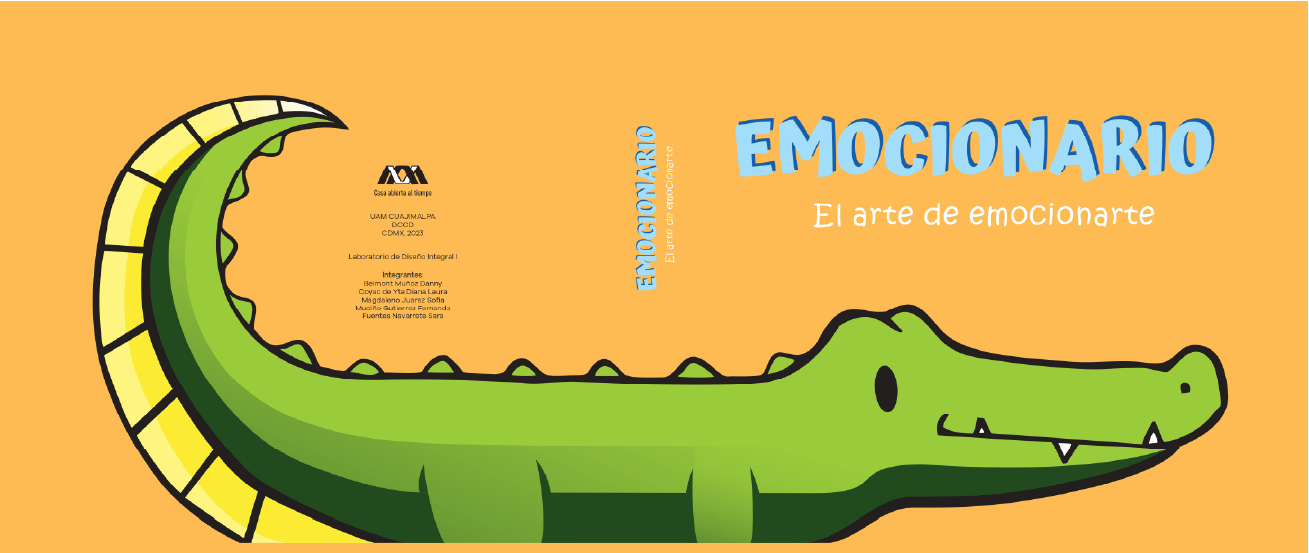 Casa abierta al tiempo
UAM CUAJIMALPA
DCCD
CDMX, 2023
Laboratorio de Diseño Integral I
Integrantes:
Belmont Muñoz Danny
Coyac de Yta Diana Laura
Magdaleno Juarez Sofia
Muciño Gutierrez Fernanda
Fuentes Navarrete Sara
EMOCIONARIO
El arte de emocionarte
EMOCIONARIO
El arte de emocionarte